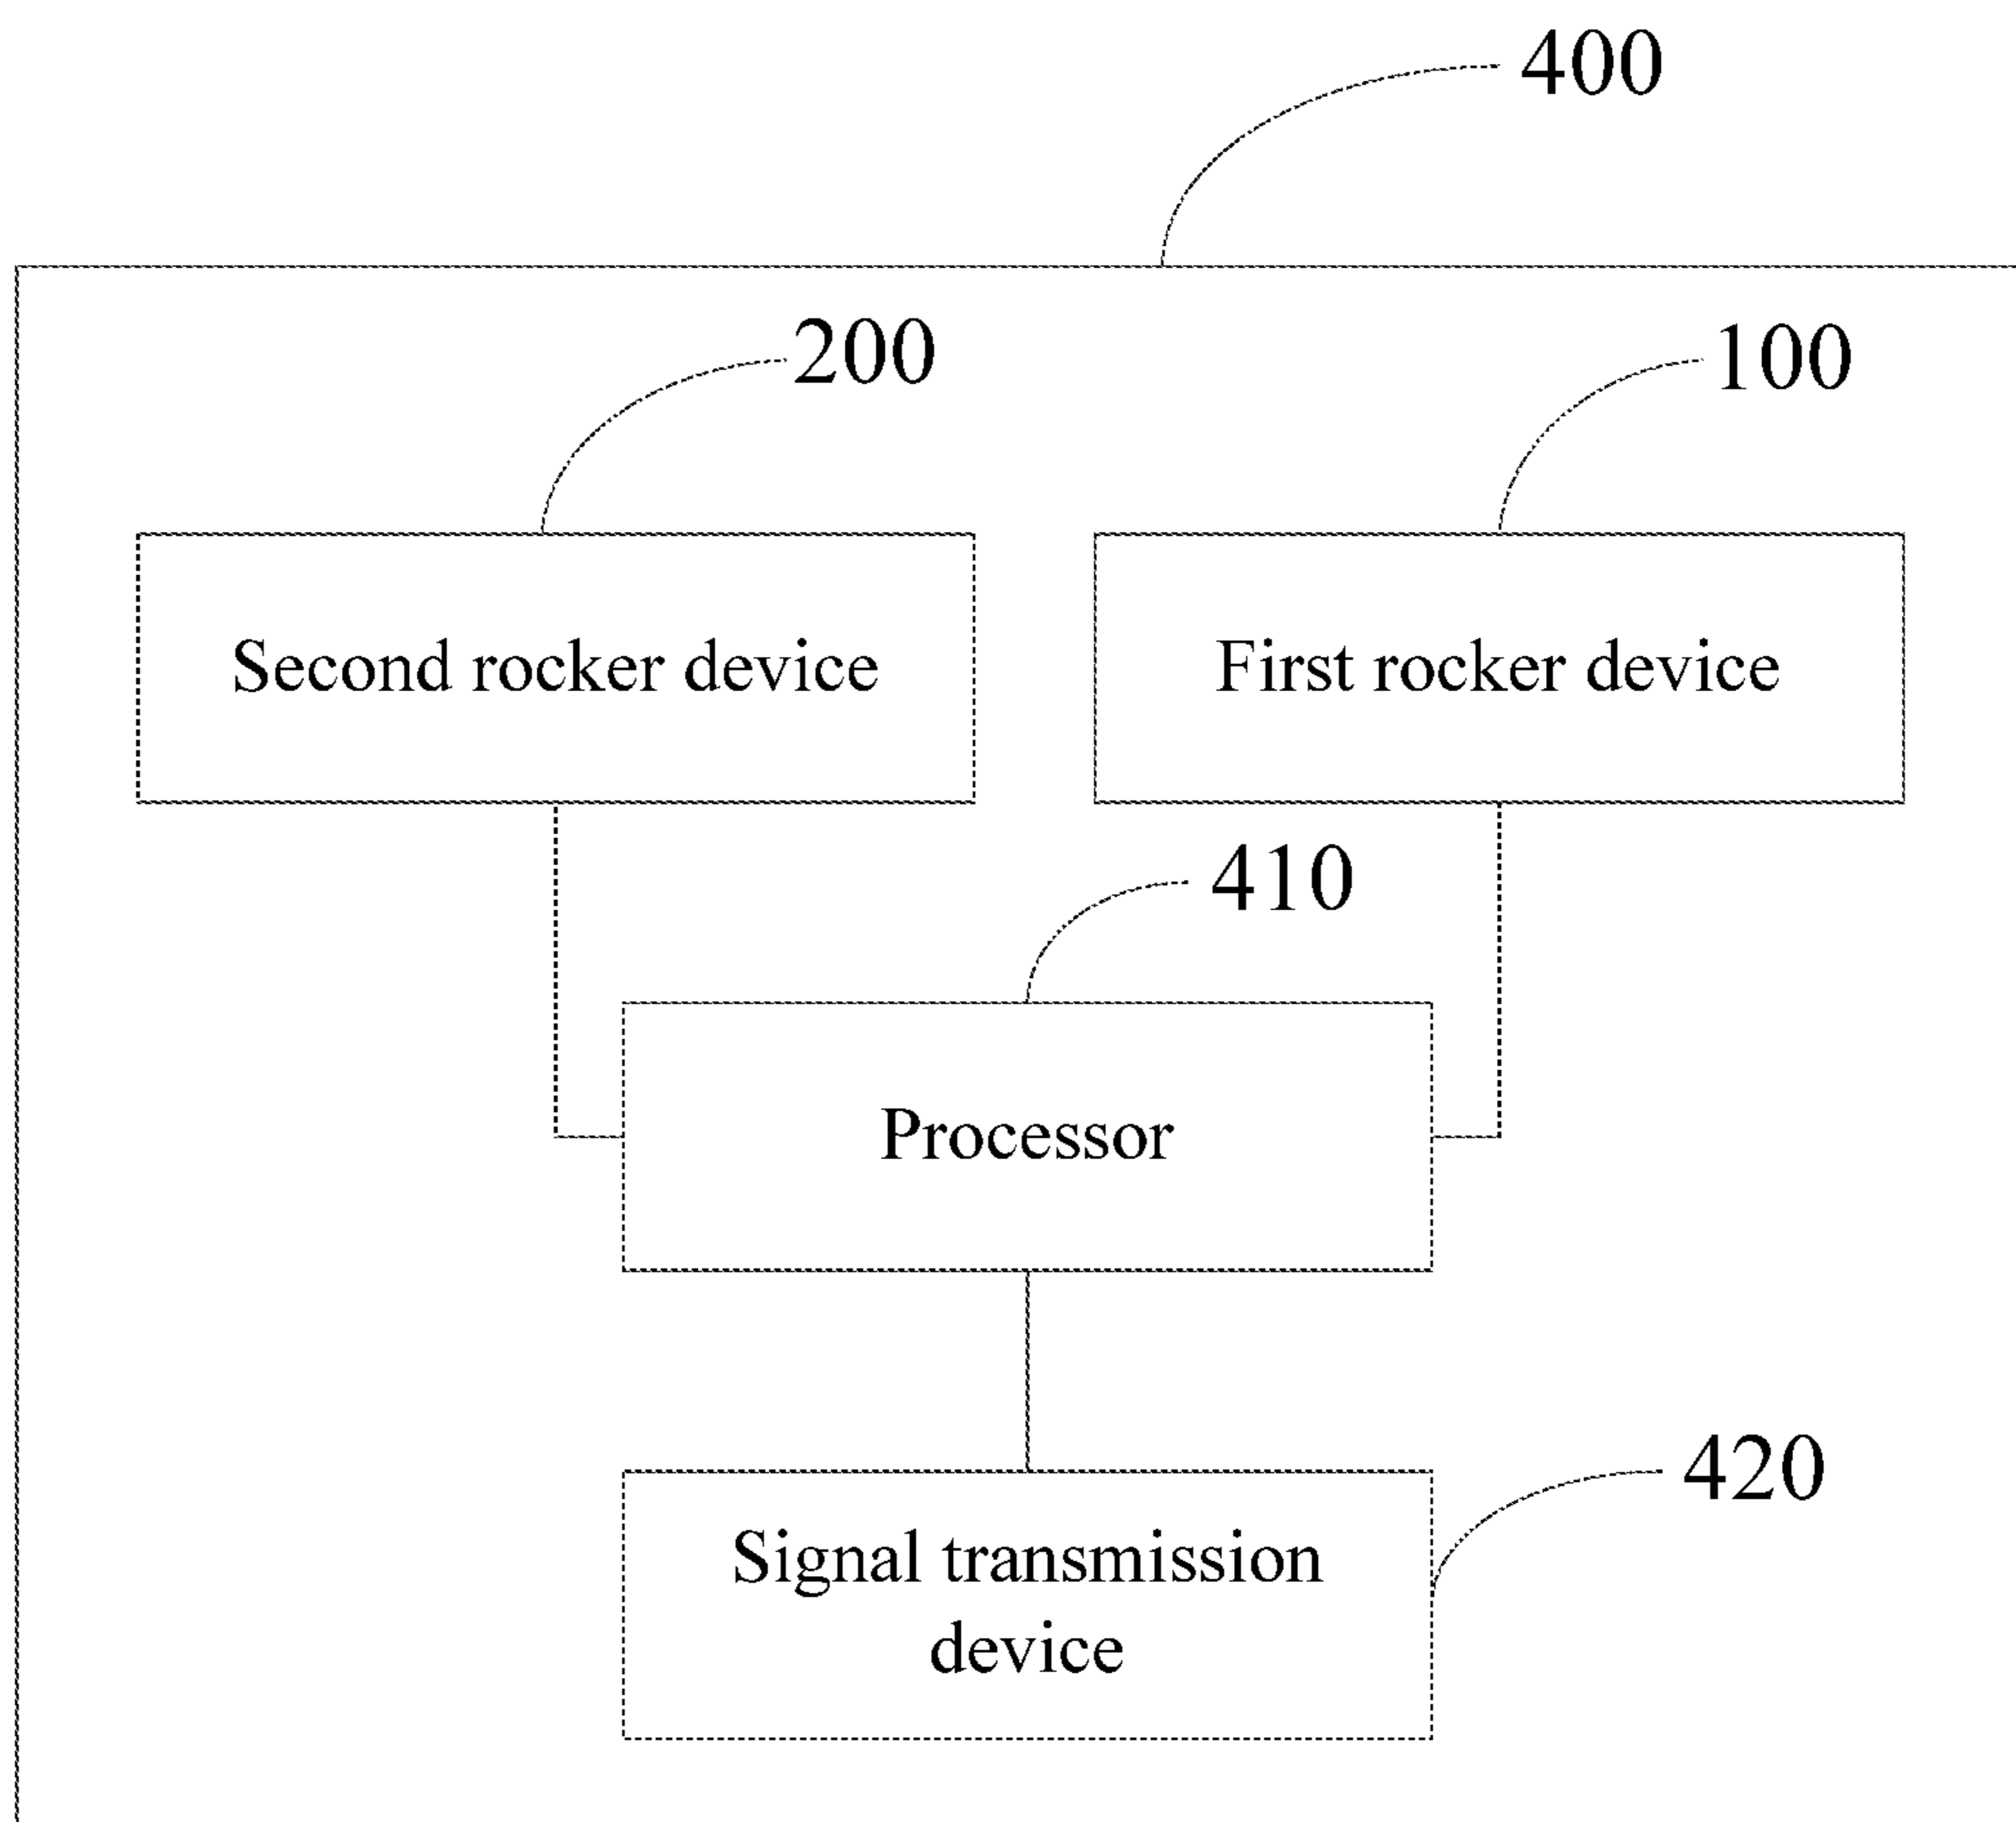 400
200
100
Second rocker device
First rocker device
410
Processor
420
Signal transmission
device